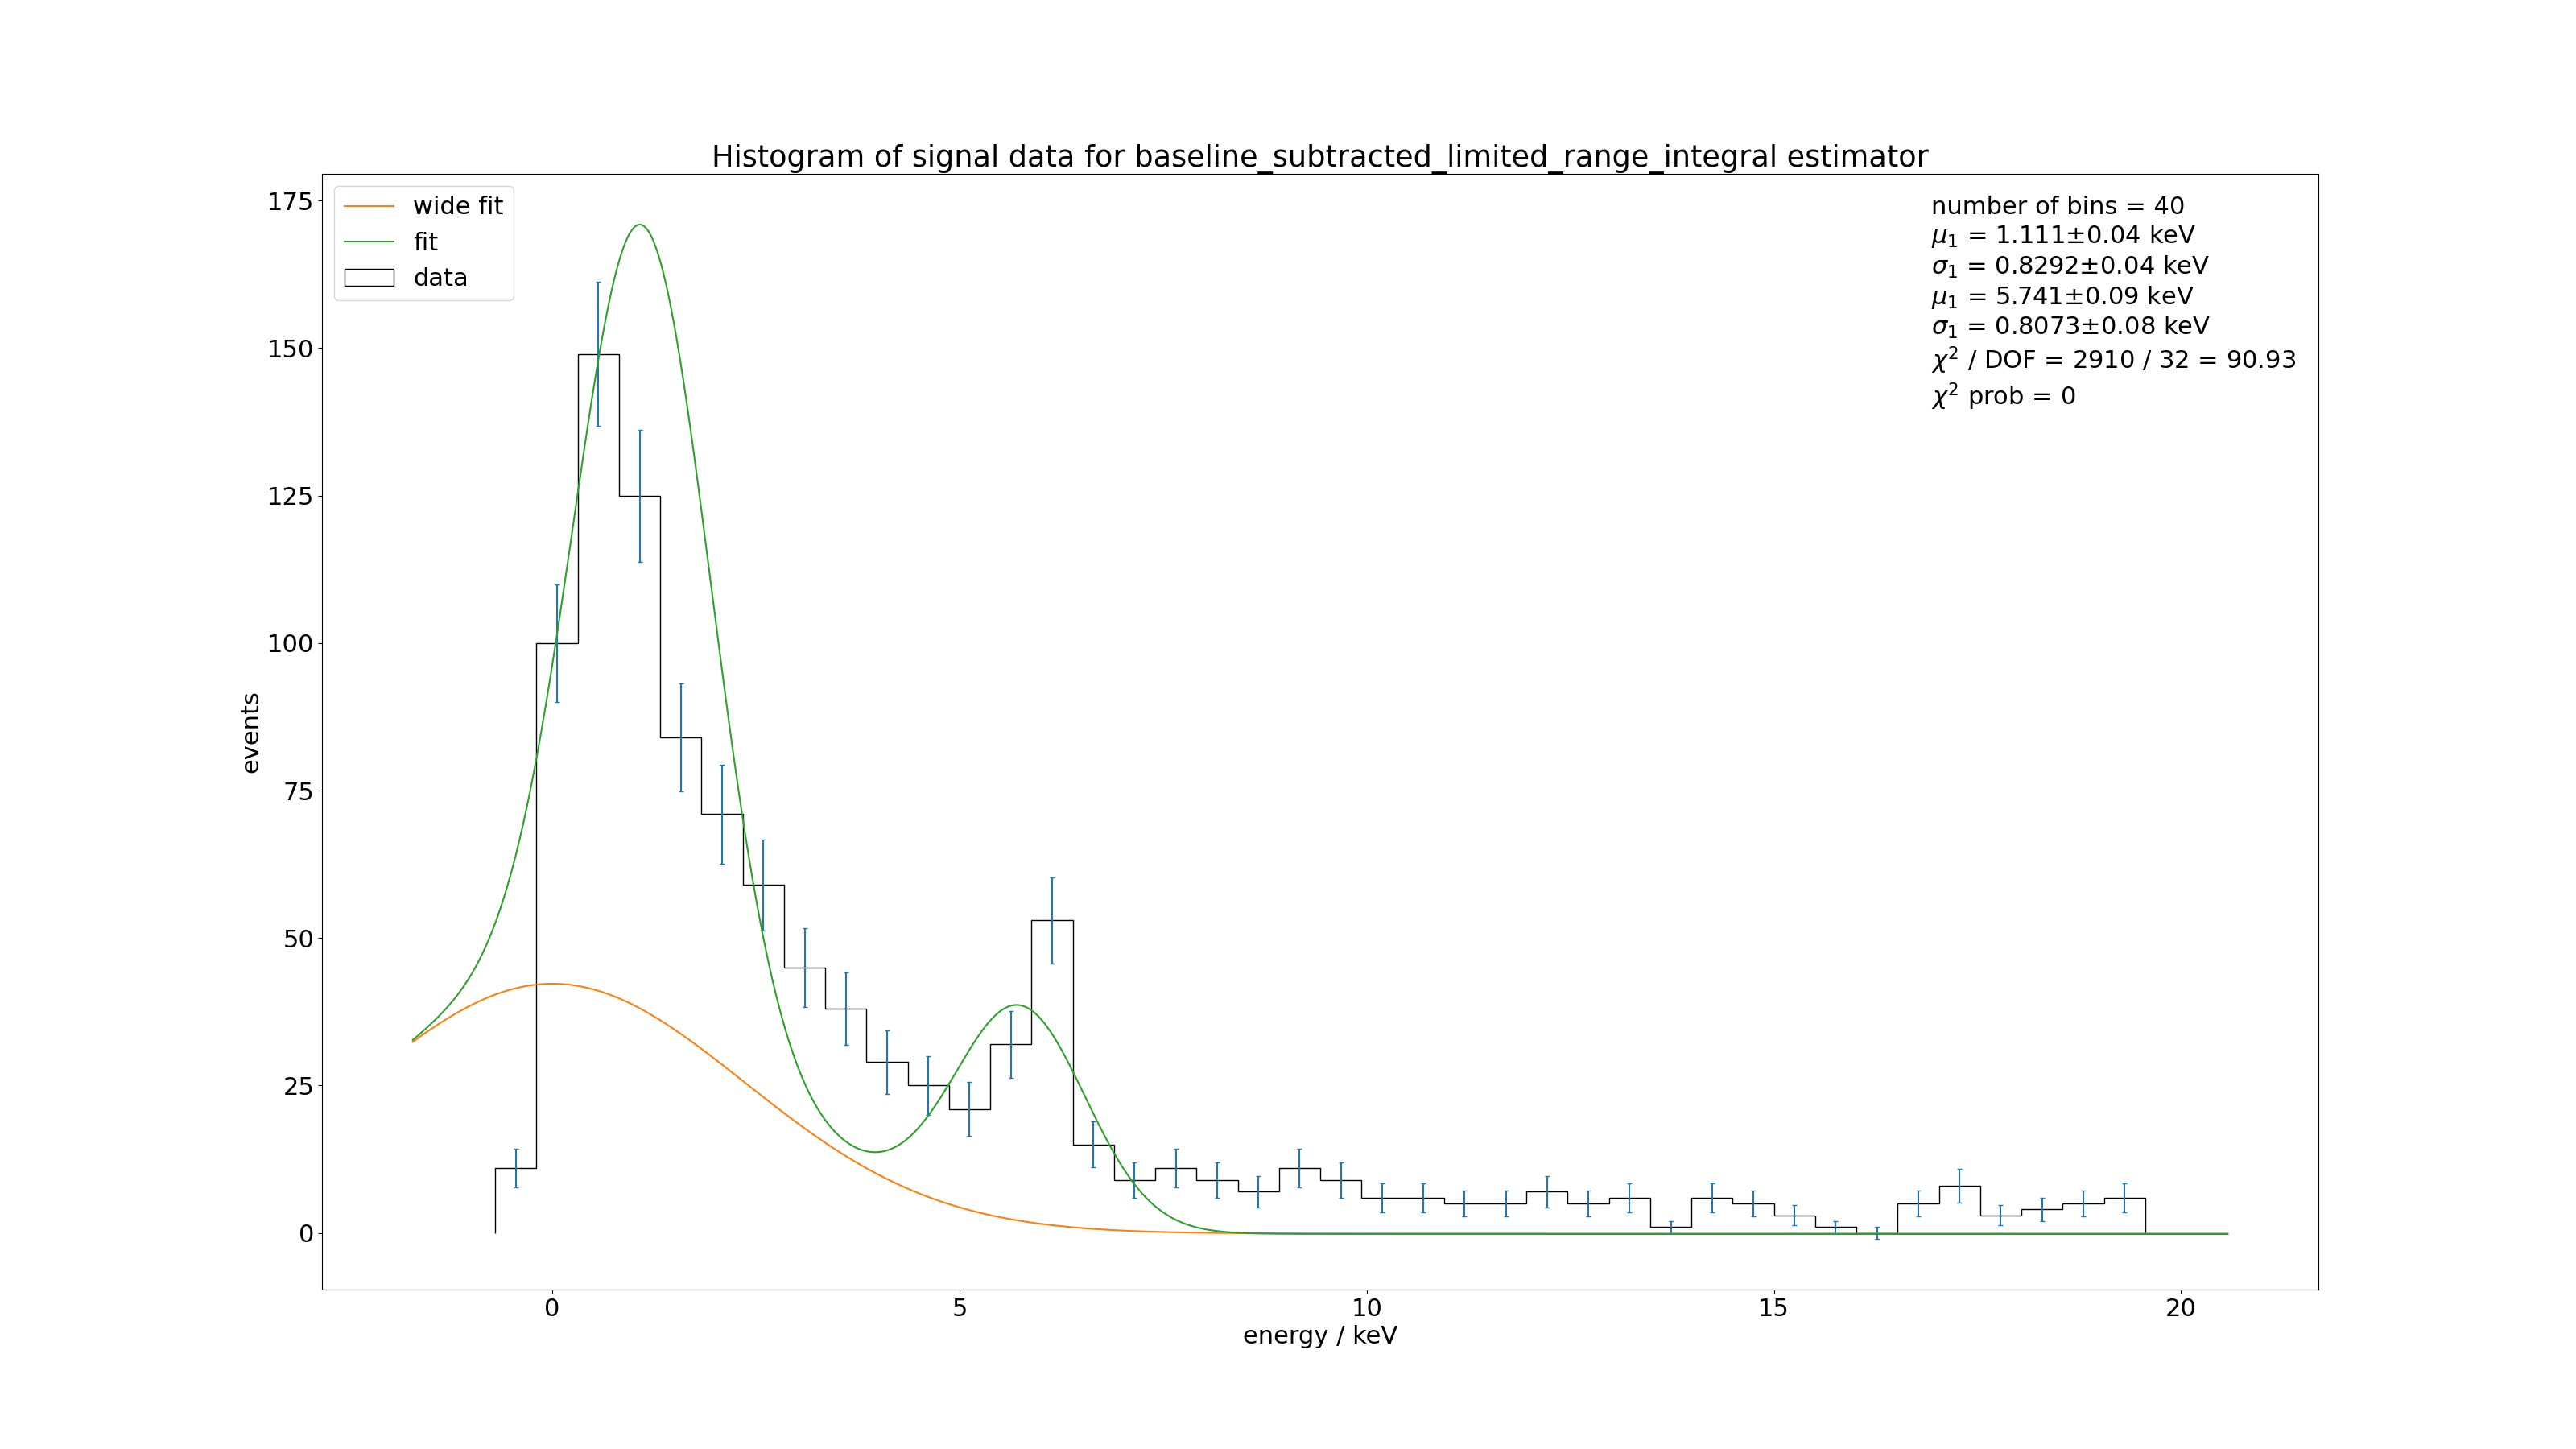 Histogram of signal data for baseline_subtracted_limited_range_integral estimator
wide fit
fit
data
number of bins = 40
μ₁ = 1.111±0.04 keV
σ₁ = 0.8292±0.04 keV
μ₁ = 5.741±0.09 keV
σ₁ = 0.8073±0.08 keV
χ² / DOF = 2910 / 32 = 90.93
χ² prob = 0
175
150
125
100
75
50
25
0
events
0 5 10 15 20
energy / keV